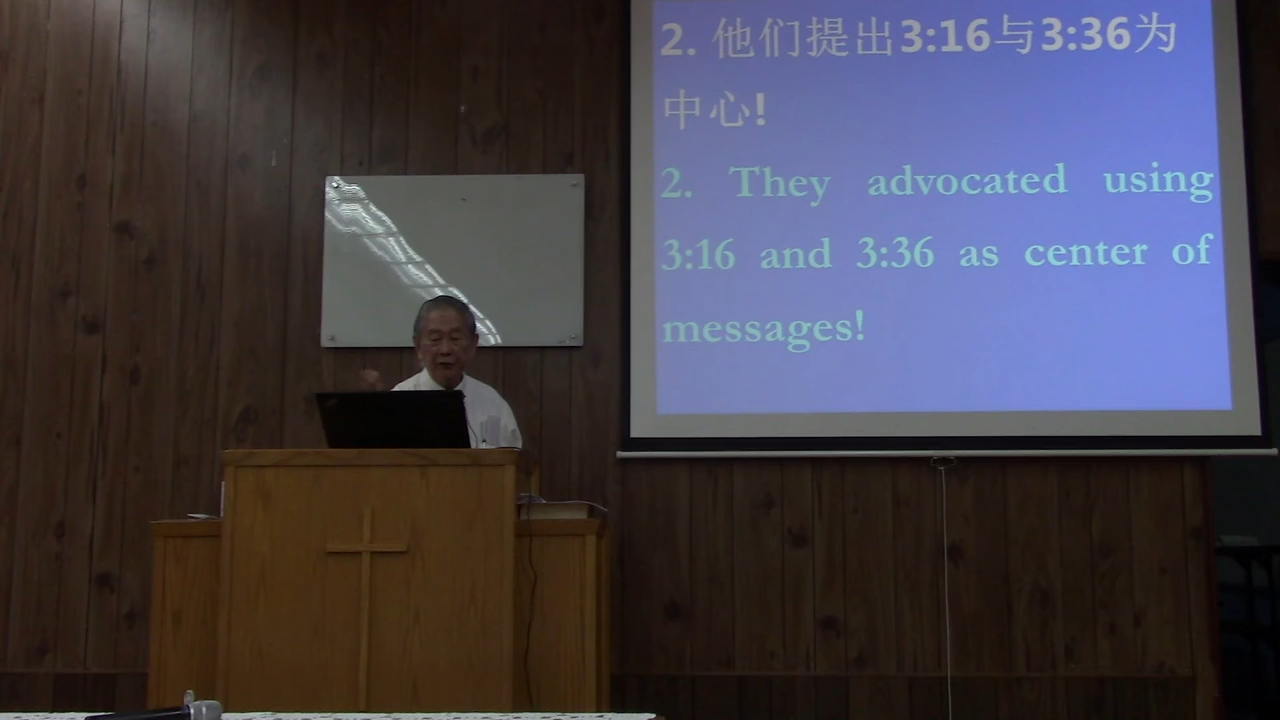 2. 他们提出3:16与3:36为
中心!
2. They advocated using
3:16 and 3:36 as center of
messages!